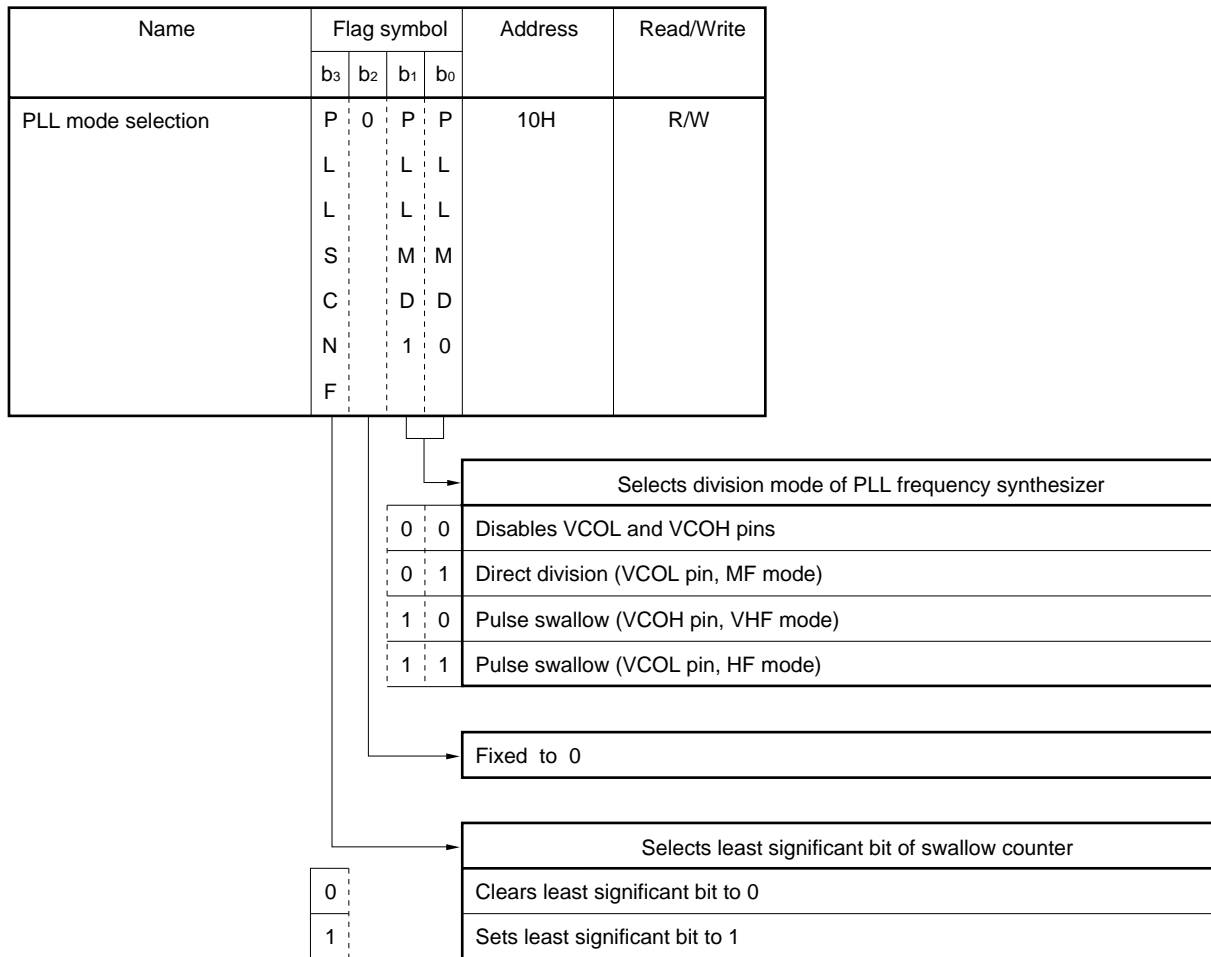 Name Flag symbol Address Read/Write
b3 b2 b1 b0
PLL mode selection P 0 P P 10H R/W
L L L
L L L
S M M
C D D
N 1 0
F
Selects division mode of PLL frequency synthesizer
0 0 Disables VCOL and VCOH pins
0 1 Direct division (VCOL pin, MF mode)
1 0 Pulse swallow (VCOH pin, VHF mode)
1 1 Pulse swallow (VCOL pin, HF mode)
Fixed to 0
Selects least significant bit of swallow counter
0 Clears least significant bit to 0
1 Sets least significant bit to 1